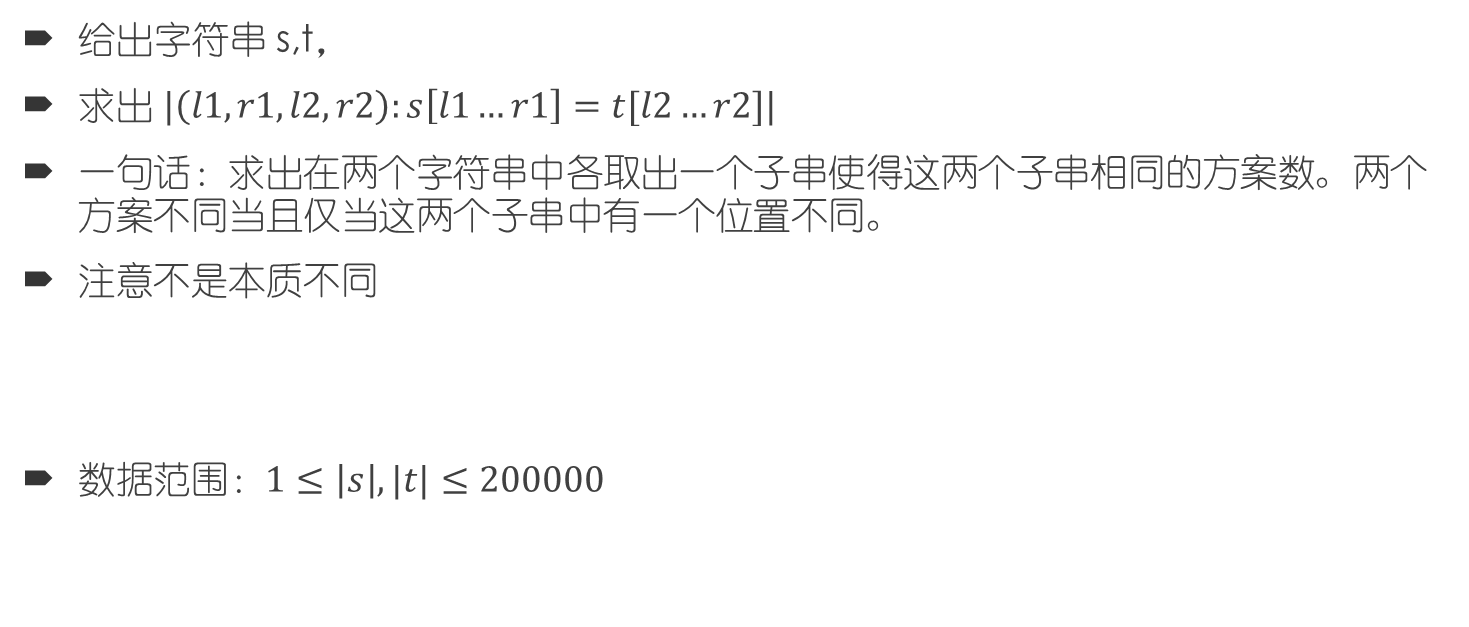 给出字符串 s,t，
求出 |(l1, r1, l2, r2): s[l1 … r1] = t[l2 … r2]|
一句话：求出在两个字符串中各取出一个子串使得这两个子串相同的方案数。两个
方案不同当且仅当这两个子串中有一个位置不同。
注意不是本质不同
数据范围：1 ≤ |s|, |t| ≤ 200000